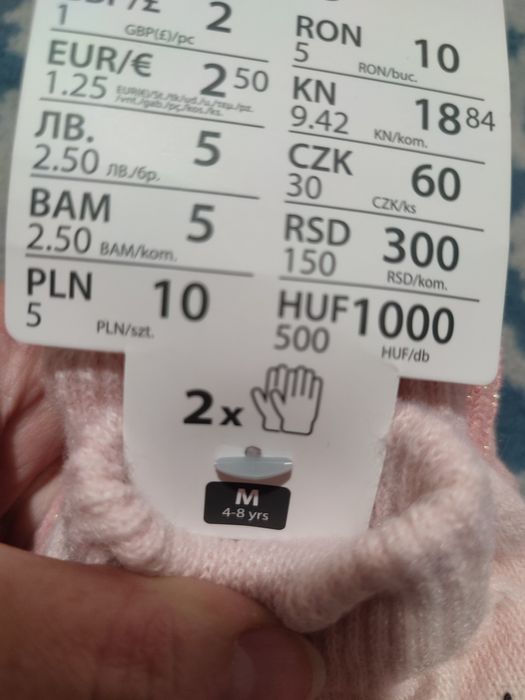 £ 2
1 GBP(£)/pc
EUR/€ 2 50
1.25
ЛВ. 5
2.50 ЛВ./бр.
BAM 5
2.50 BAM/kom.
PLN 10
5 PLN/szt.
RON 10
5 RON/buc.
KN 18 84
9.42 KN/kom.
CZK 60
30 CZK/ks
RSD 300
150 RSD/kom.
HUF 1000
500 HUF/db
2x
M
4-8 yrs